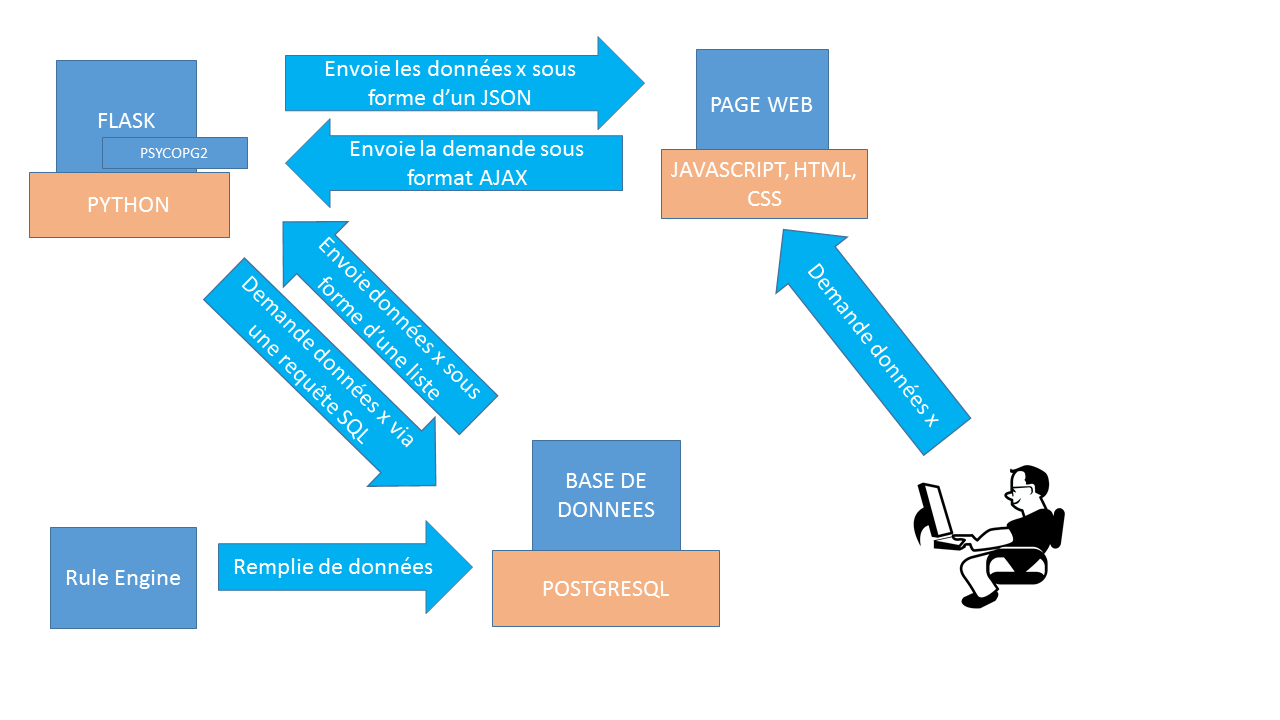 Envoie les données x sous
forme d'un JSON
PAGE WEB
FLASK
PSYCOPG2
Envoie la demande sous
format AJAX
JAVASCRIPT, HTML,
CSS
PYTHON
Envoie données x sous
forme d'une liste
Demande données x via
une requête SQL
Demande données x
BASE DE
DONNEES
Rule Engine
Remplie de données
POSTGRESQL